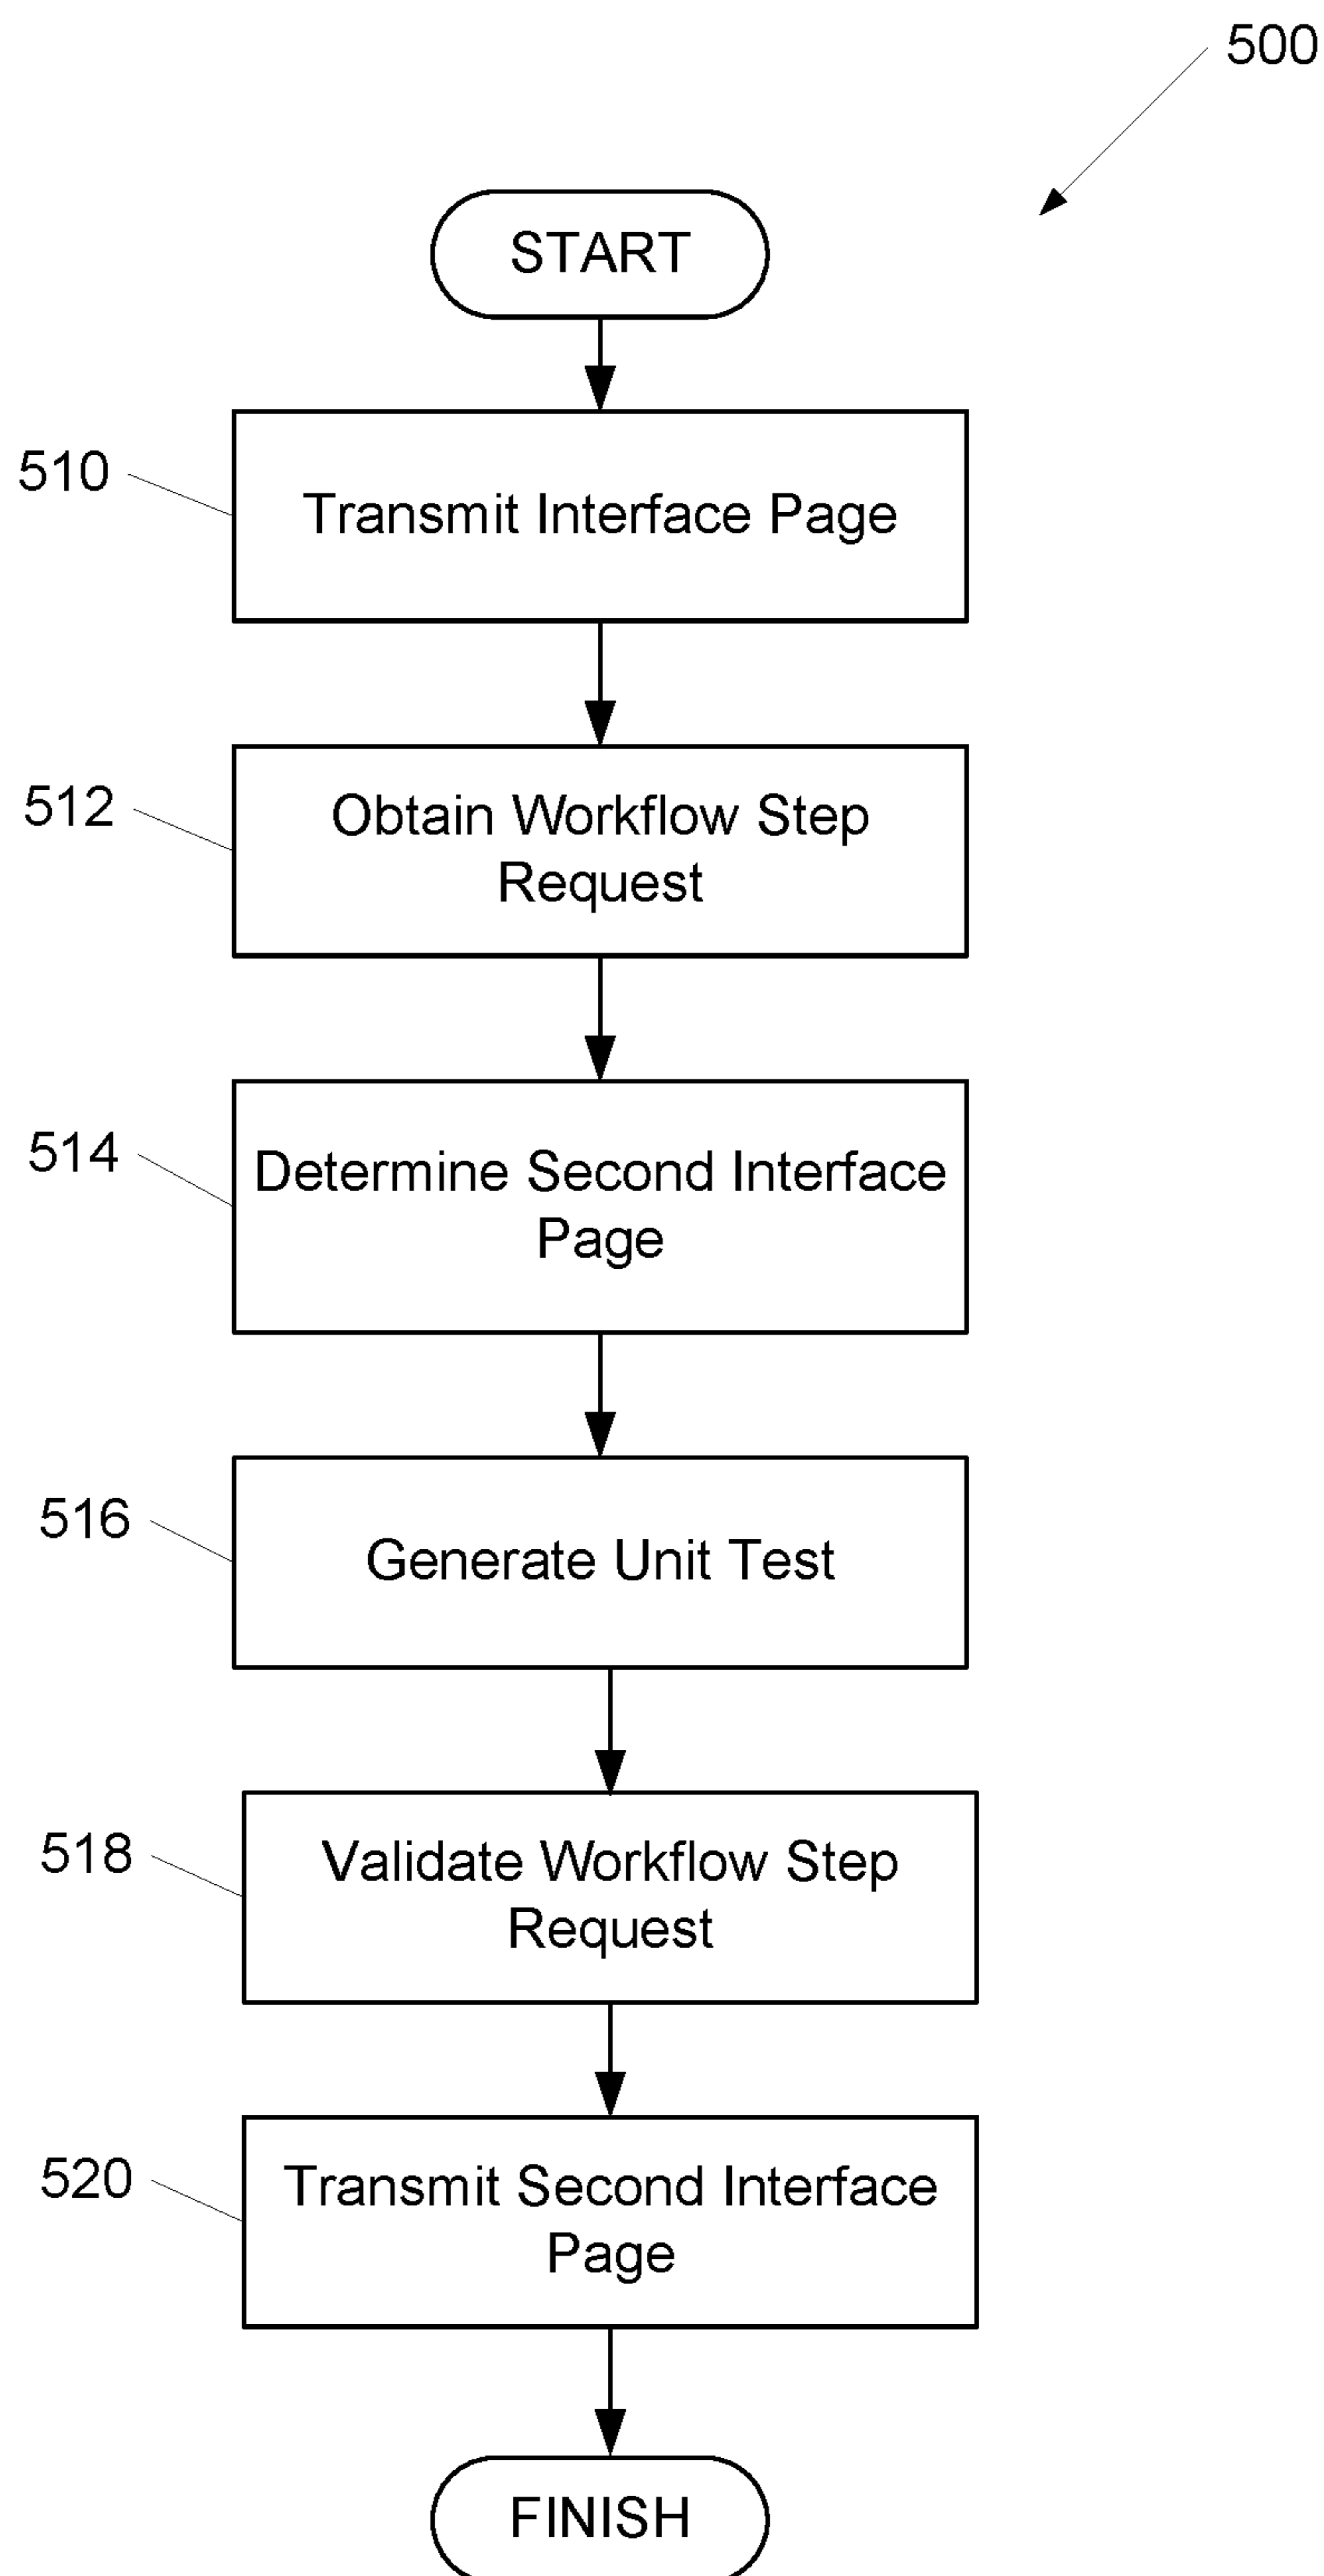 500
START
510
Transmit Interface Page
512
Obtain Workflow Step
Request
514
Determine Second Interface
Page
516
Generate Unit Test
518
Validate Workflow Step
Request
520
Transmit Second Interface
Page
FINISH